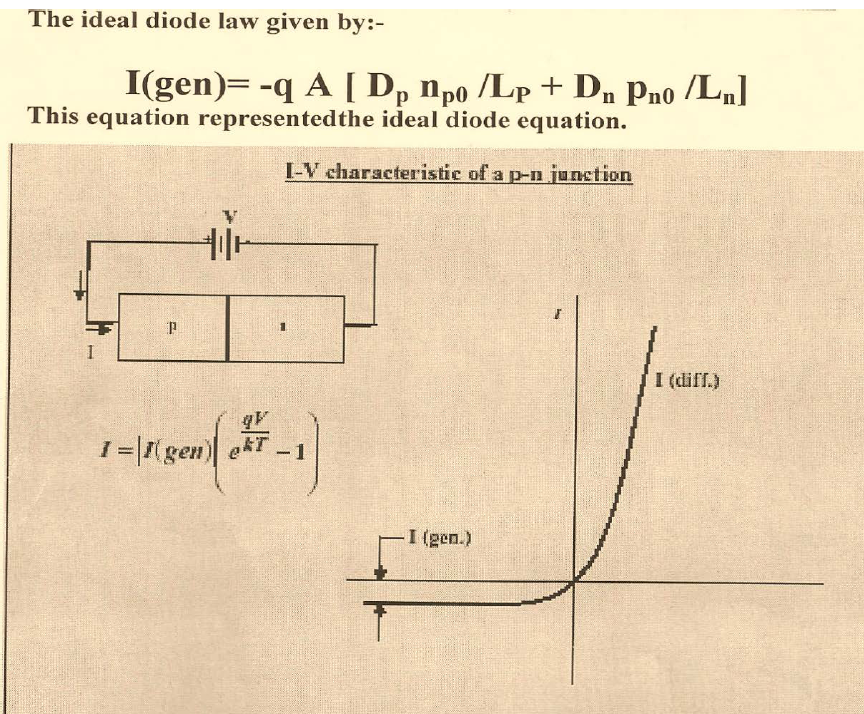 The ideal diode law given by:-
I(gen)= -q A [ Dp np0 /LP + Dn pn0 /Ln]
This equation representedthe ideal diode equation.
I-V characteristic of a p-n junction
V
+
P
I
I
I (diff.)
I = |I(gen)| ( e^(qV/kT) – 1 )
I (gen.)